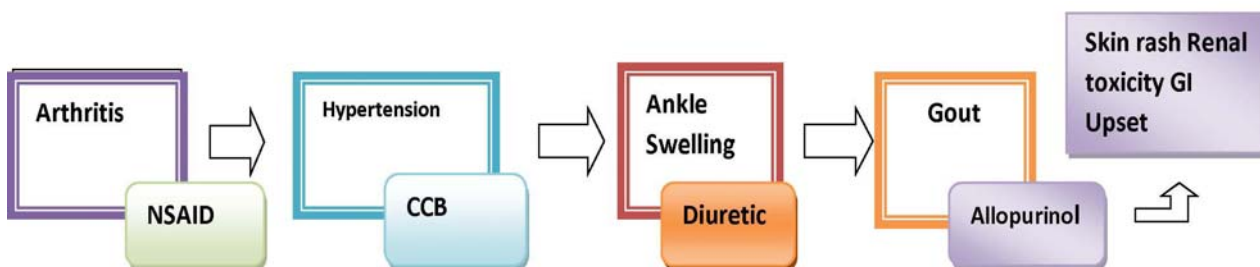 Arthritis
NSAID
Hypertension
CCB
Ankle
Swelling
Diuretic
Gout
Allopurinol
Skin rash Renal
toxicity GI
Upset